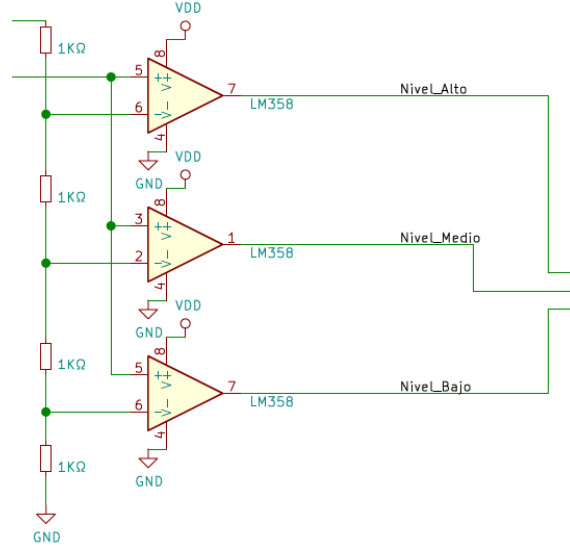 VDD
1KΩ
8
5
++
V
6
V-
7
Nivel_Alto
LM358
4
GND
VDD
1KΩ
8
3
++
V
2
V-
1
Nivel_Medio
LM358
4
GND
VDD
1KΩ
8
5
++
V
6
V-
7
Nivel_Bajo
LM358
4
GND
1KΩ
GND